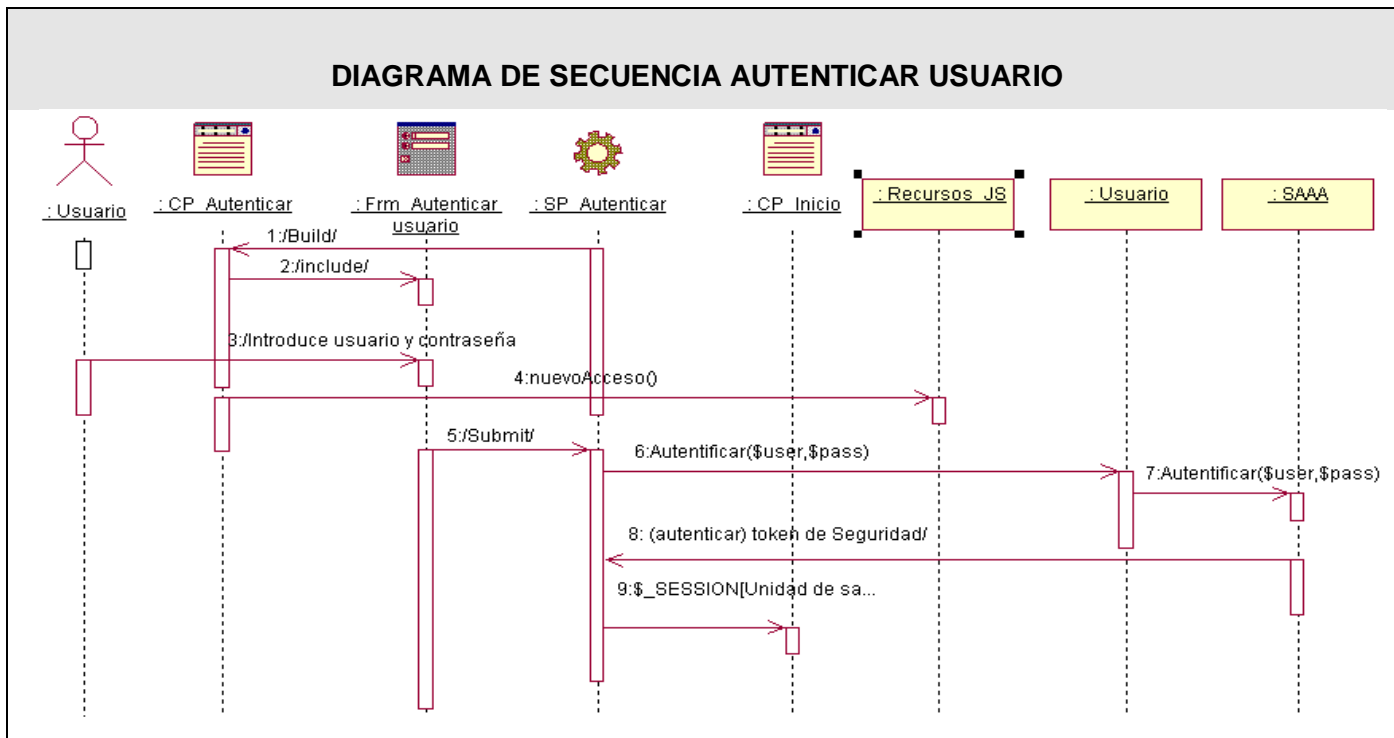 DIAGRAMA DE SECUENCIA AUTENTICAR USUARIO
: Usuario
: CP_Autenticar
: Frm_Autenticar
usuario
: SP_Autenticar
: CP_Inicio
: Recursos_JS
: Usuario
: SAAA
1:/Build/
2:/include/
3:/Introduce usuario y contraseña
4:nuevoAcceso()
5:/Submit/
6:Autentificar($user,$pass)
7:Autentificar($user,$pass)
8: (autenticar) token de Seguridad/
9:$_SESSION[Unidad de sa...